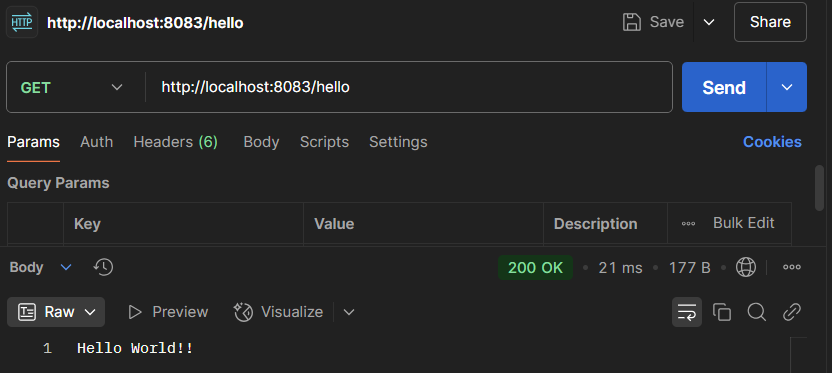 HTTP http://localhost:8083/hello Save Share
GET http://localhost:8083/hello Send
Params Auth Headers (6) Body Scripts Settings Cookies
Query Params
Key Value Description Bulk Edit
Body 200 OK • 21 ms • 177 B •
Raw Preview Visualize
1 Hello World!!